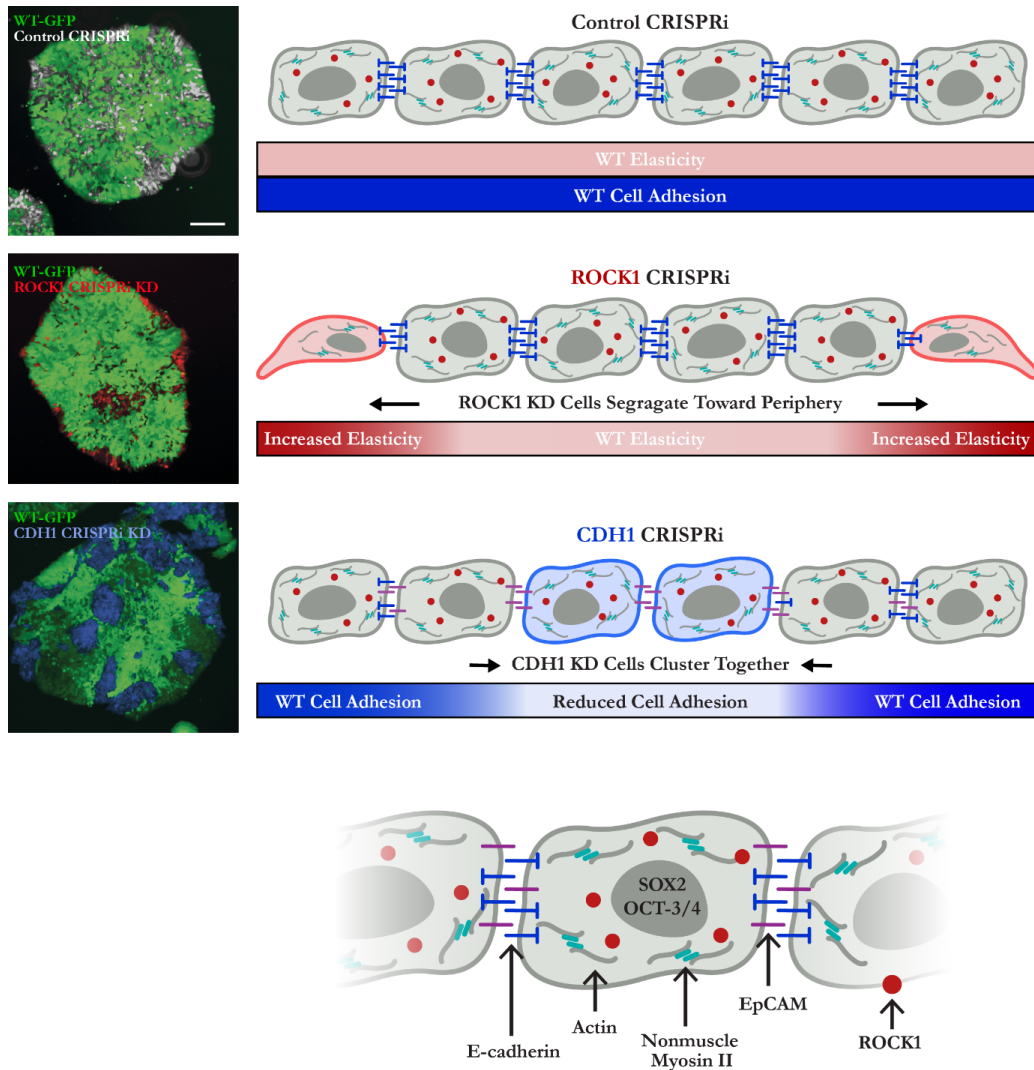 WT-GFP
Control CRISPRi
Control CRISPRi
WT Elasticity
WT Cell Adhesion
WT-GFP
ROCK1 CRISPRi KD
ROCK1 CRISPRi
ROCK1 KD Cells Segragate Toward Periphery
Increased Elasticity
WT Elasticity
Increased Elasticity
WT-GFP
CDH1 CRISPRi KD
CDH1 CRISPRi
CDH1 KD Cells Cluster Together
WT Cell Adhesion
Reduced Cell Adhesion
WT Cell Adhesion
SOX2
OCT-3/4
E-cadherin
Actin
Nonmuscle
Myosin II
EpCAM
ROCK1